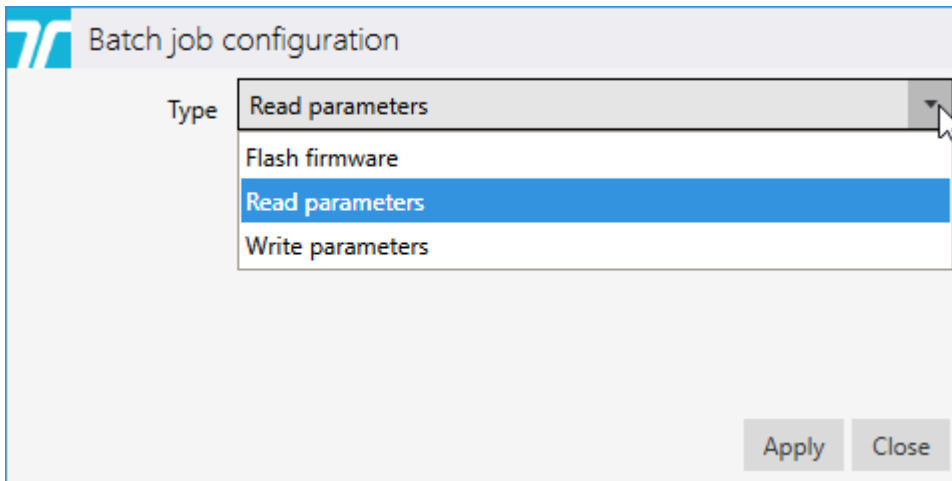 Batch job configuration
Type Read parameters
Flash firmware
Read parameters
Write parameters
Apply Close